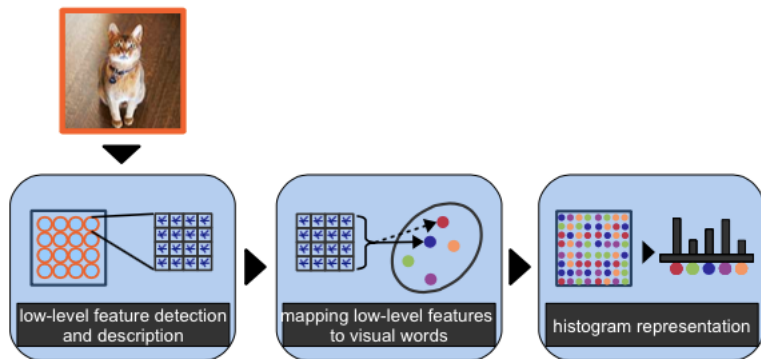 low-level feature detection
and description
mapping low-level features
to visual words
histogram representation